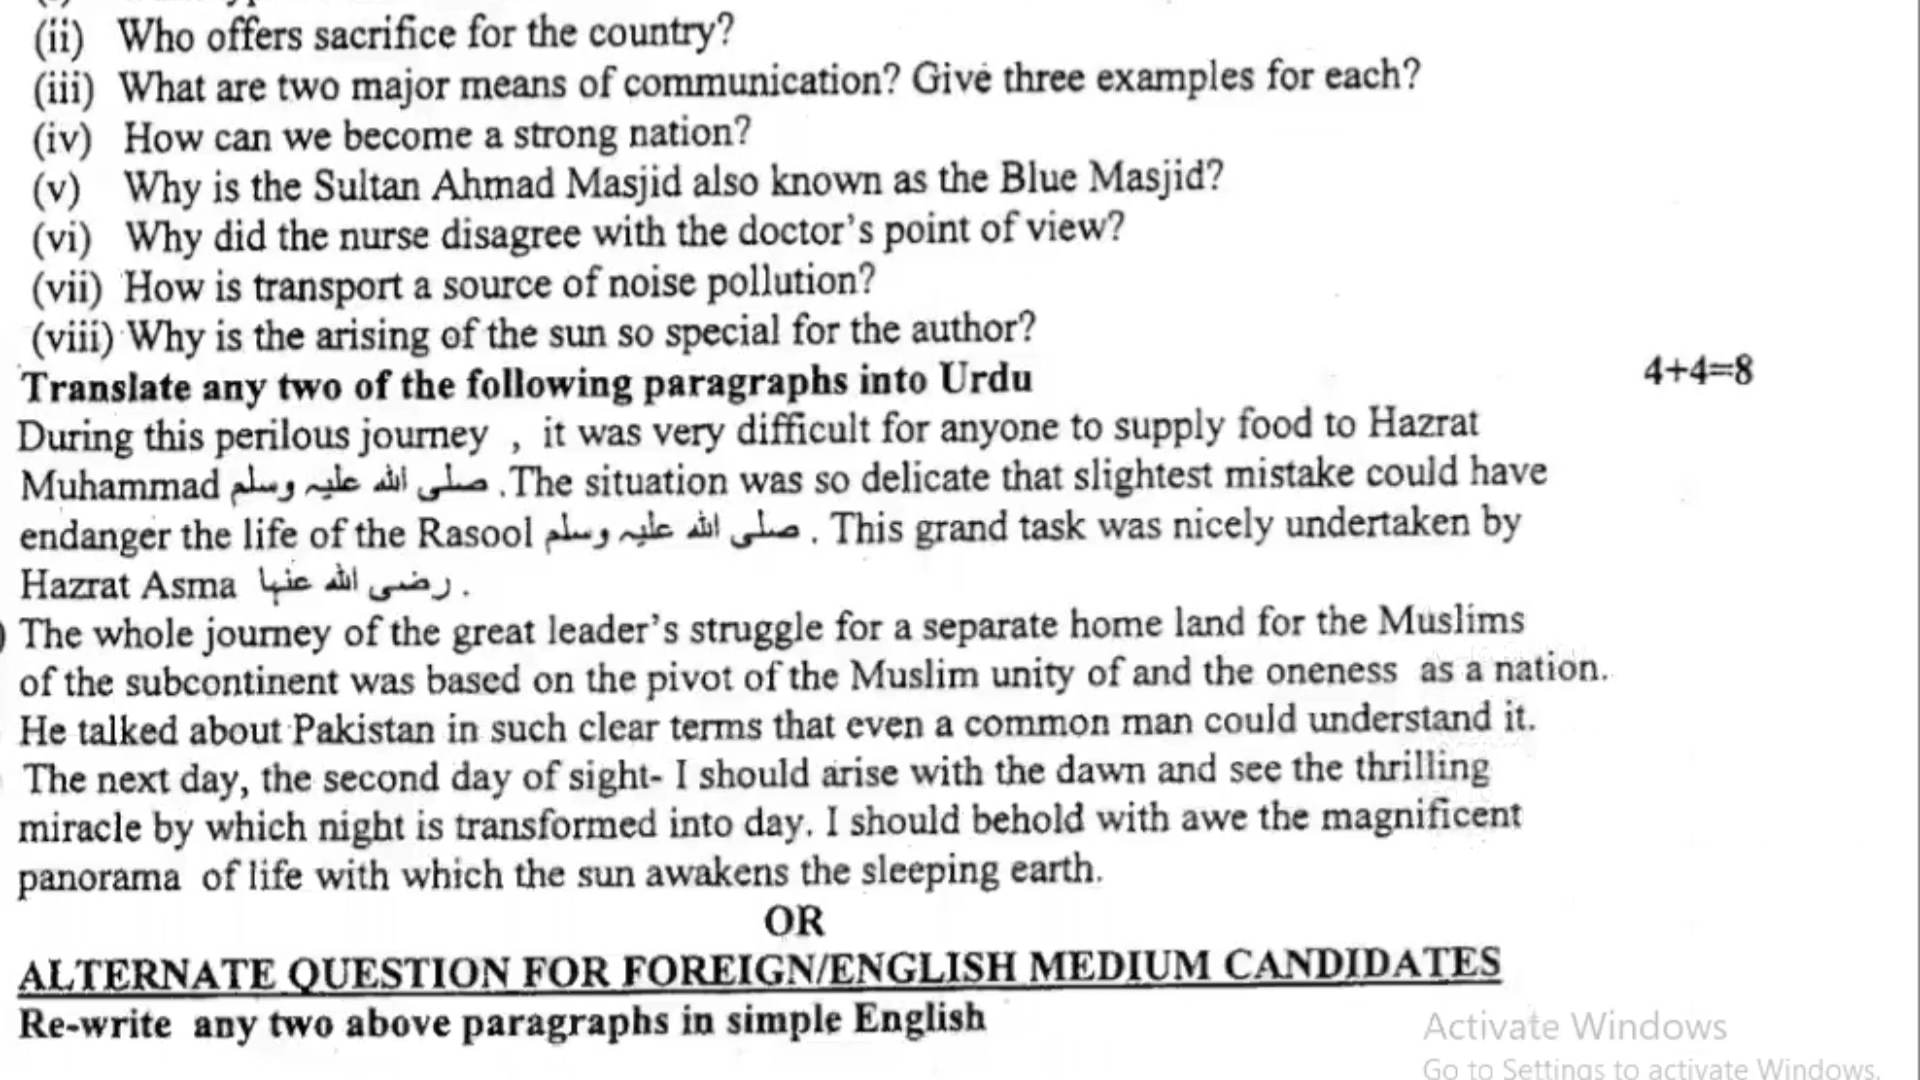 (ii) Who offers sacrifice for the country?
(iii) What are two major means of communication? Give three examples for each?
(iv) How can we become a strong nation?
(v) Why is the Sultan Ahmad Masjid also known as the Blue Masjid?
(vi) Why did the nurse disagree with the doctor's point of view?
(vii) How is transport a source of noise pollution?
(viii) Why is the arising of the sun so special for the author?
Translate any two of the following paragraphs into Urdu 4+4=8
During this perilous journey , it was very difficult for anyone to supply food to Hazrat
Muhammad صلی الله علیہ وسلم .The situation was so delicate that slightest mistake could have
endanger the life of the Rasool صلی الله علیہ وسلم . This grand task was nicely undertaken by
Hazrat Asma رضی الله عنہا .
) The whole journey of the great leader's struggle for a separate home land for the Muslims
of the subcontinent was based on the pivot of the Muslim unity of and the oneness as a nation.
He talked about Pakistan in such clear terms that even a common man could understand it.
The next day, the second day of sight- I should arise with the dawn and see the thrilling
miracle by which night is transformed into day. I should behold with awe the magnificent
panorama of life with which the sun awakens the sleeping earth.
OR
ALTERNATE QUESTION FOR FOREIGN/ENGLISH MEDIUM CANDIDATES
Re-write any two above paragraphs in simple English
Activate Windows
Go to Settings to activate Windows.